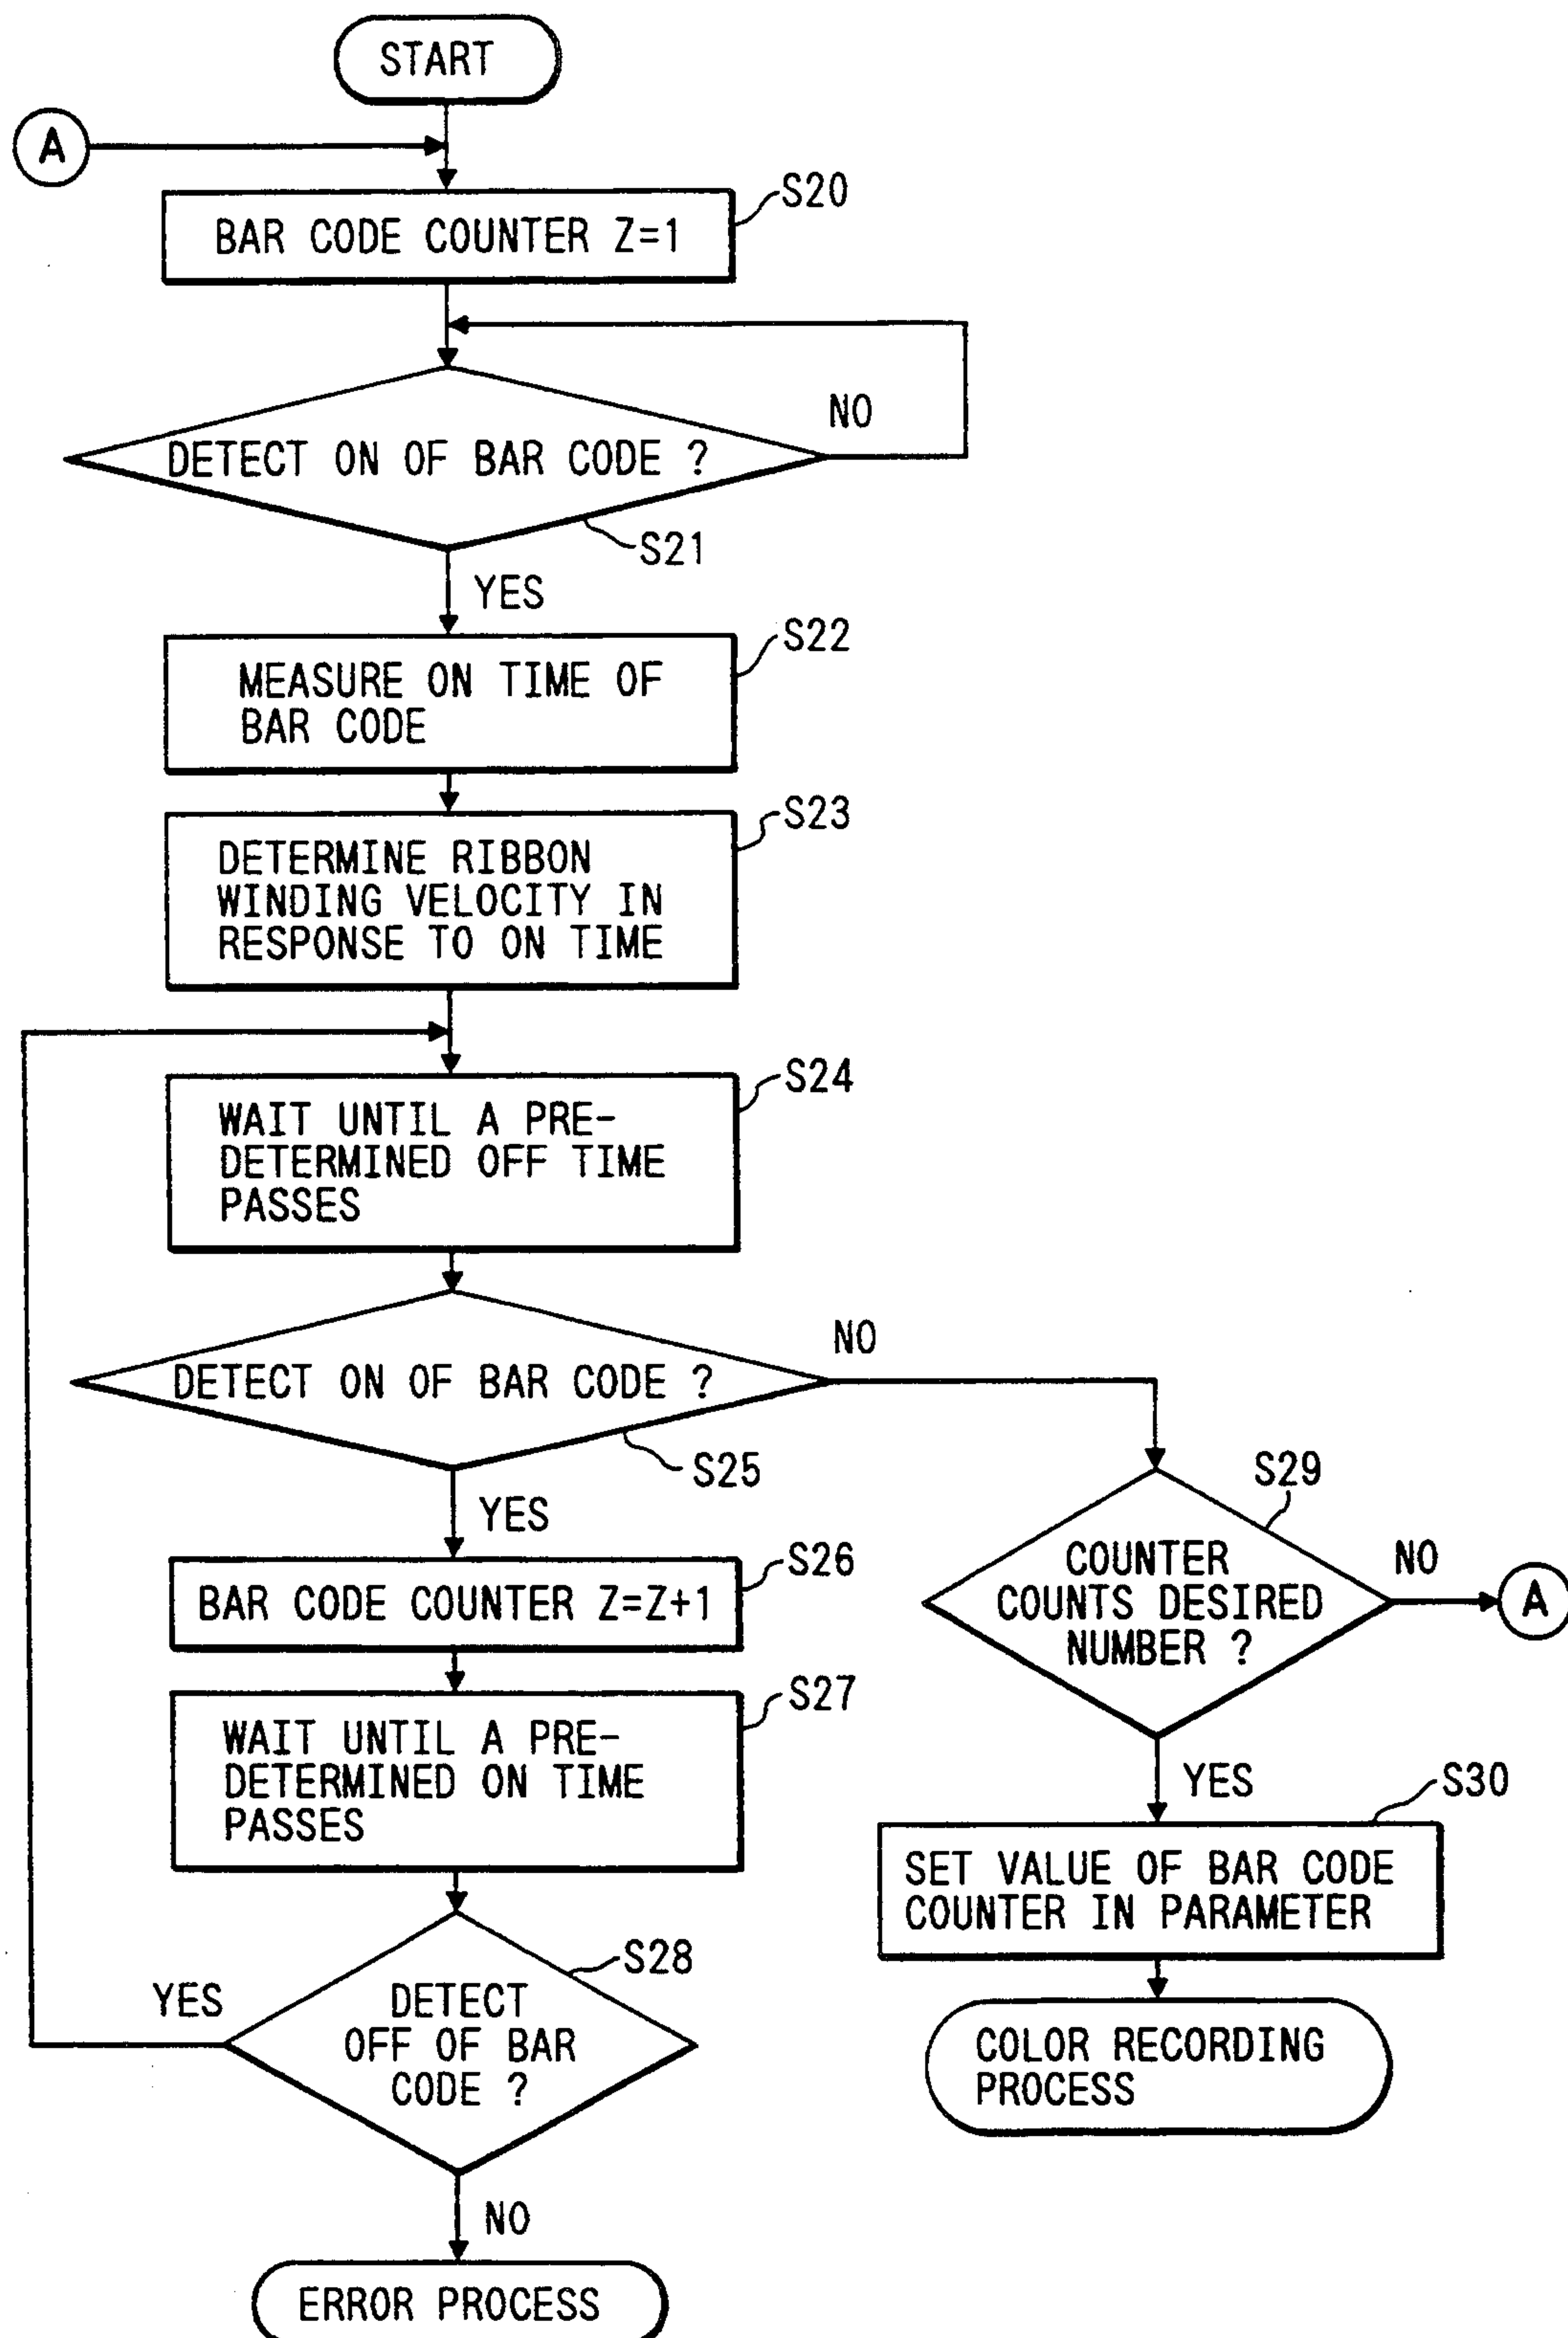 START
A
S20
BAR CODE COUNTER Z=1
NO
DETECT ON OF BAR CODE ?
S21
YES
S22
MEASURE ON TIME OF
BAR CODE
S23
DETERMINE RIBBON
WINDING VELOCITY IN
RESPONSE TO ON TIME
S24
WAIT UNTIL A PRE-
DETERMINED OFF TIME
PASSES
NO
DETECT ON OF BAR CODE ?
S25
YES
S26
BAR CODE COUNTER Z=Z+1
S27
WAIT UNTIL A PRE-
DETERMINED ON TIME
PASSES
S28
YES
DETECT
OFF OF BAR
CODE ?
NO
ERROR PROCESS
S29
COUNTER
COUNTS DESIRED
NUMBER ?
NO
A
YES
S30
SET VALUE OF BAR CODE
COUNTER IN PARAMETER
COLOR RECORDING
PROCESS